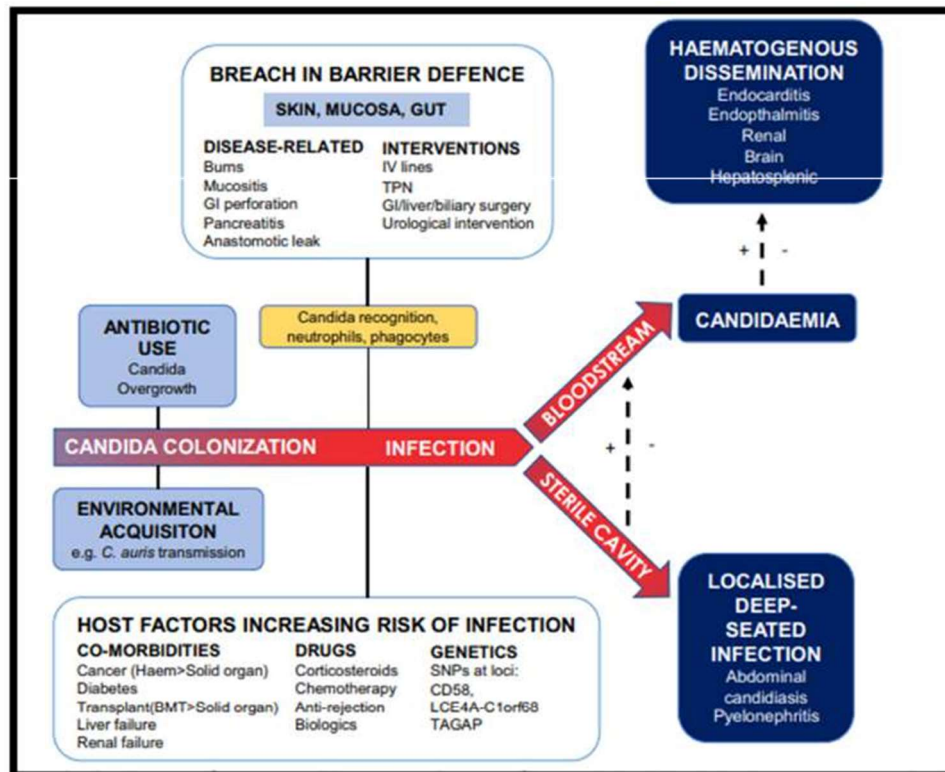 BREACH IN BARRIER DEFENCE
SKIN, MUCOSA, GUT
DISEASE-RELATED
Burns
Mucositis
GI perforation
Pancreatitis
Anastomotic leak
INTERVENTIONS
IV lines
TPN
GI/liver/biliary surgery
Urological intervention
HAEMATOGENOUS
DISSEMINATION
Endocarditis
Endopthalmitis
Renal
Brain
Hepatosplenic
+ -
CANDIDAEMIA
ANTIBIOTIC
USE
Candida
Overgrowth
Candida recognition,
neutrophils, phagocytes
BLOODSTREAM
CANDIDA COLONIZATION
INFECTION
+ -
STERILE CAVITY
ENVIRONMENTAL
ACQUISITON
e.g. C. auris transmission
LOCALISED
DEEP-
SEATED
INFECTION
Abdominal
candidiasis
Pyelonephritis
HOST FACTORS INCREASING RISK OF INFECTION
CO-MORBIDITIES
Cancer (Haem>Solid organ)
Diabetes
Transplant(BMT>Solid organ)
Liver failure
Renal failure
DRUGS
Corticosteroids
Chemotherapy
Anti-rejection
Biologics
GENETICS
SNPs at loci:
CD58,
LCE4A-C1orf68
TAGAP